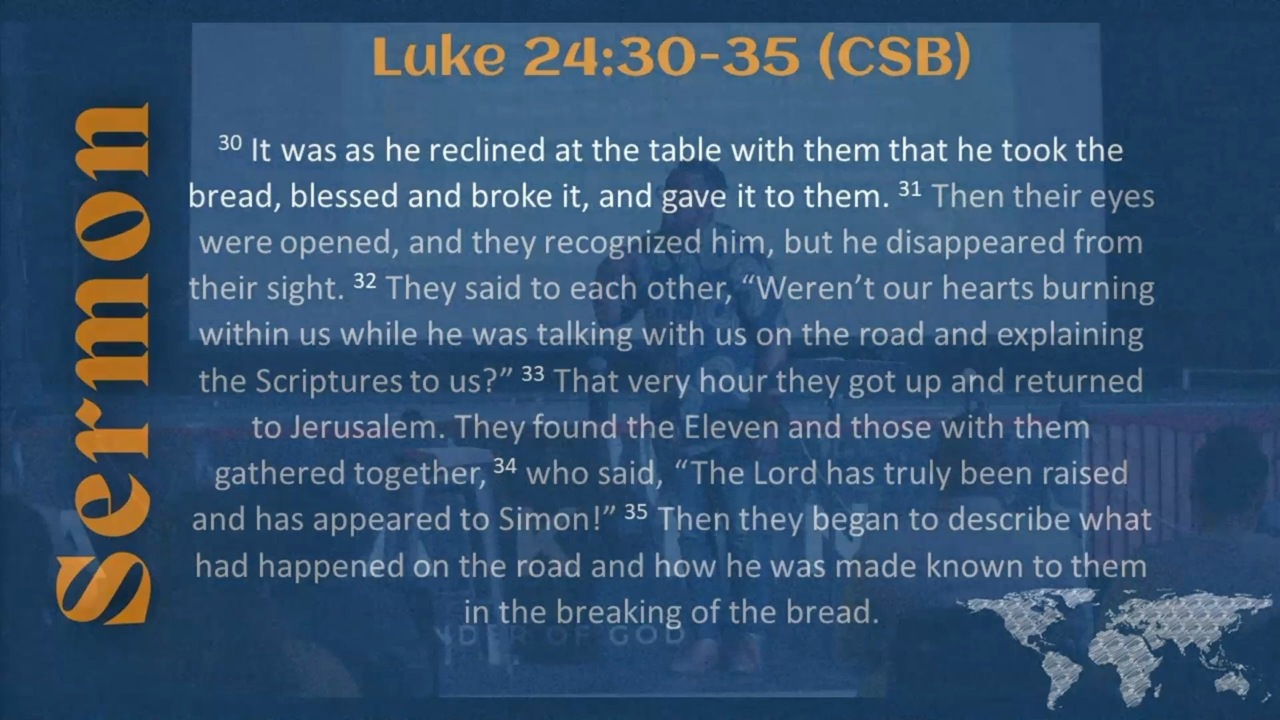 Luke 24:30-35 (CSB)
Sermon
30 It was as he reclined at the table with them that he took the
bread, blessed and broke it, and gave it to them. 31 Then their eyes
were opened, and they recognized him, but he disappeared from
their sight. 32 They said to each other, “Weren’t our hearts burning
within us while he was talking with us on the road and explaining
the Scriptures to us?” 33 That very hour they got up and returned
to Jerusalem. They found the Eleven and those with them
gathered together, 34 who said, “The Lord has truly been raised
and has appeared to Simon!” 35 Then they began to describe what
had happened on the road and how he was made known to them
in the breaking of the bread.
OF GOD